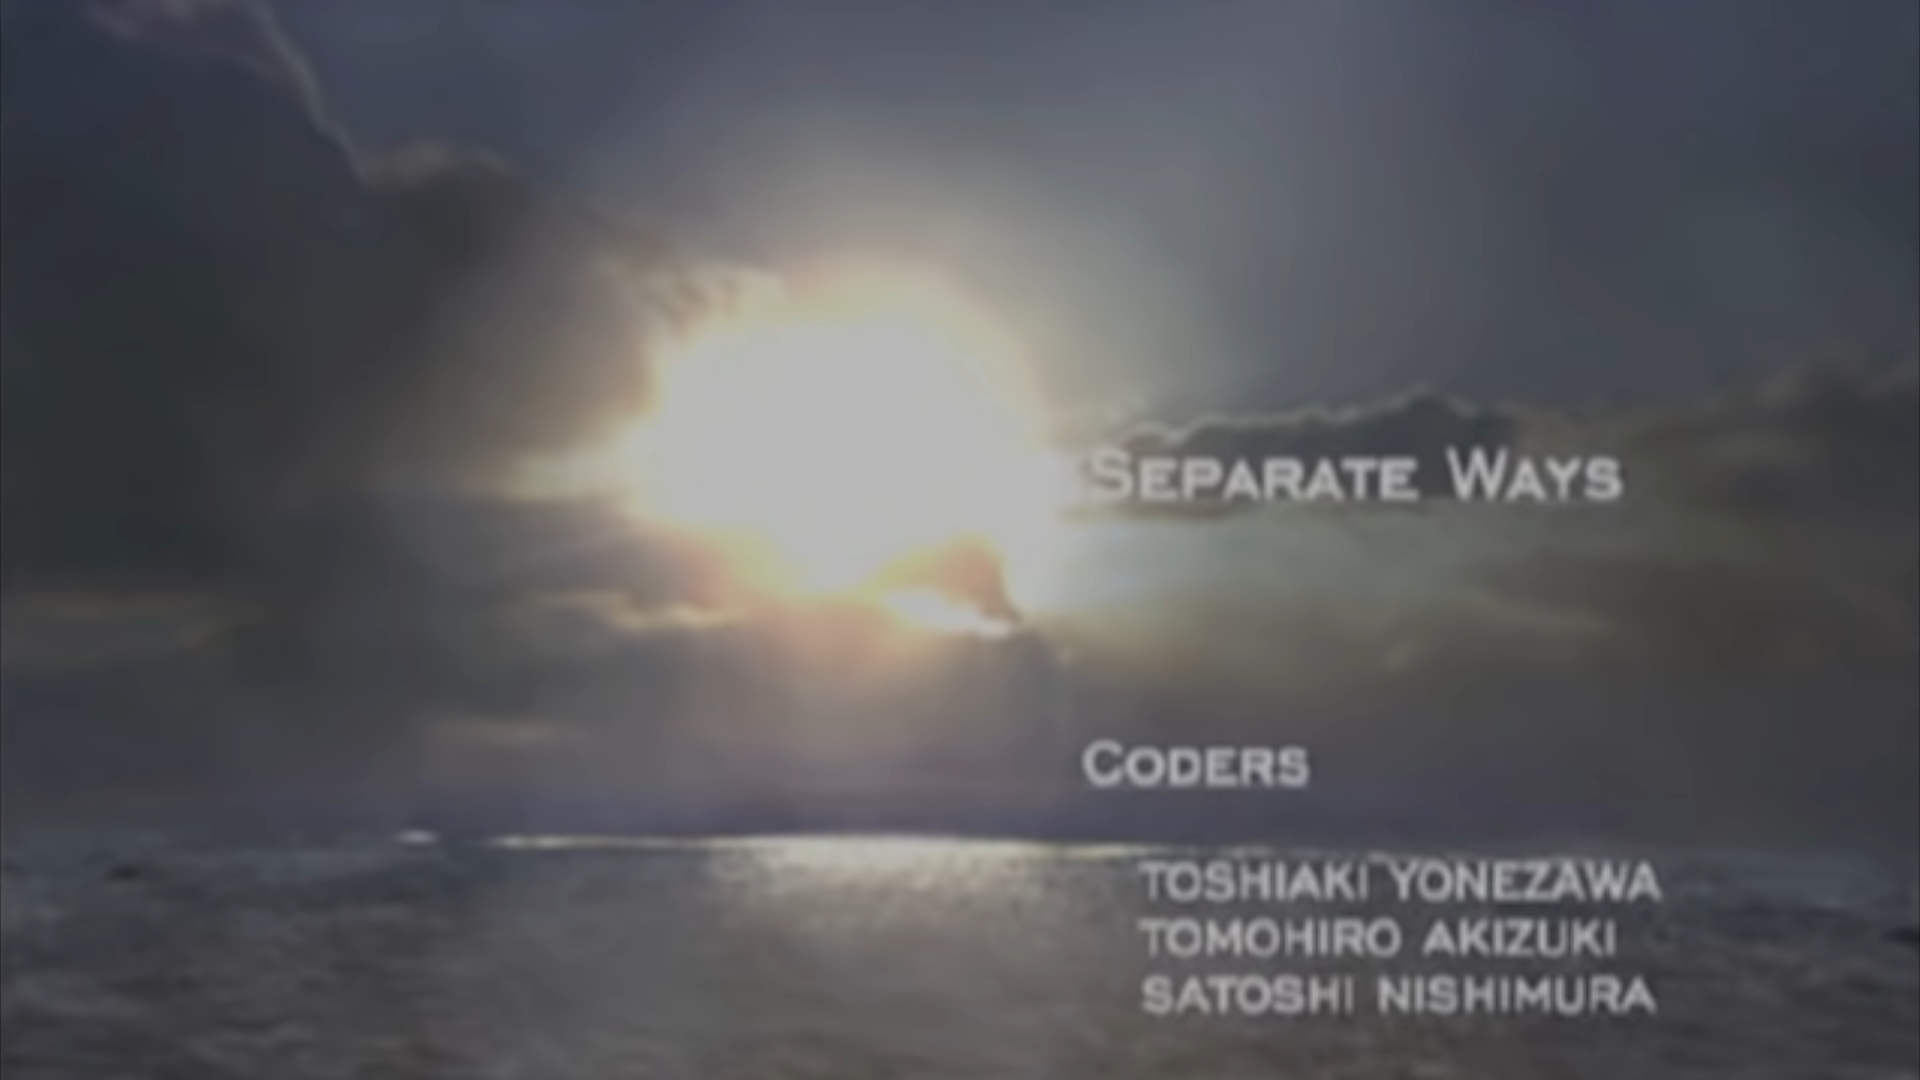 SEPARATE WAYS
CODERS
TOSHIAKI YONEZAWA
TOMOHIRO AKIZUKI
SATOSHI NISHIMURA